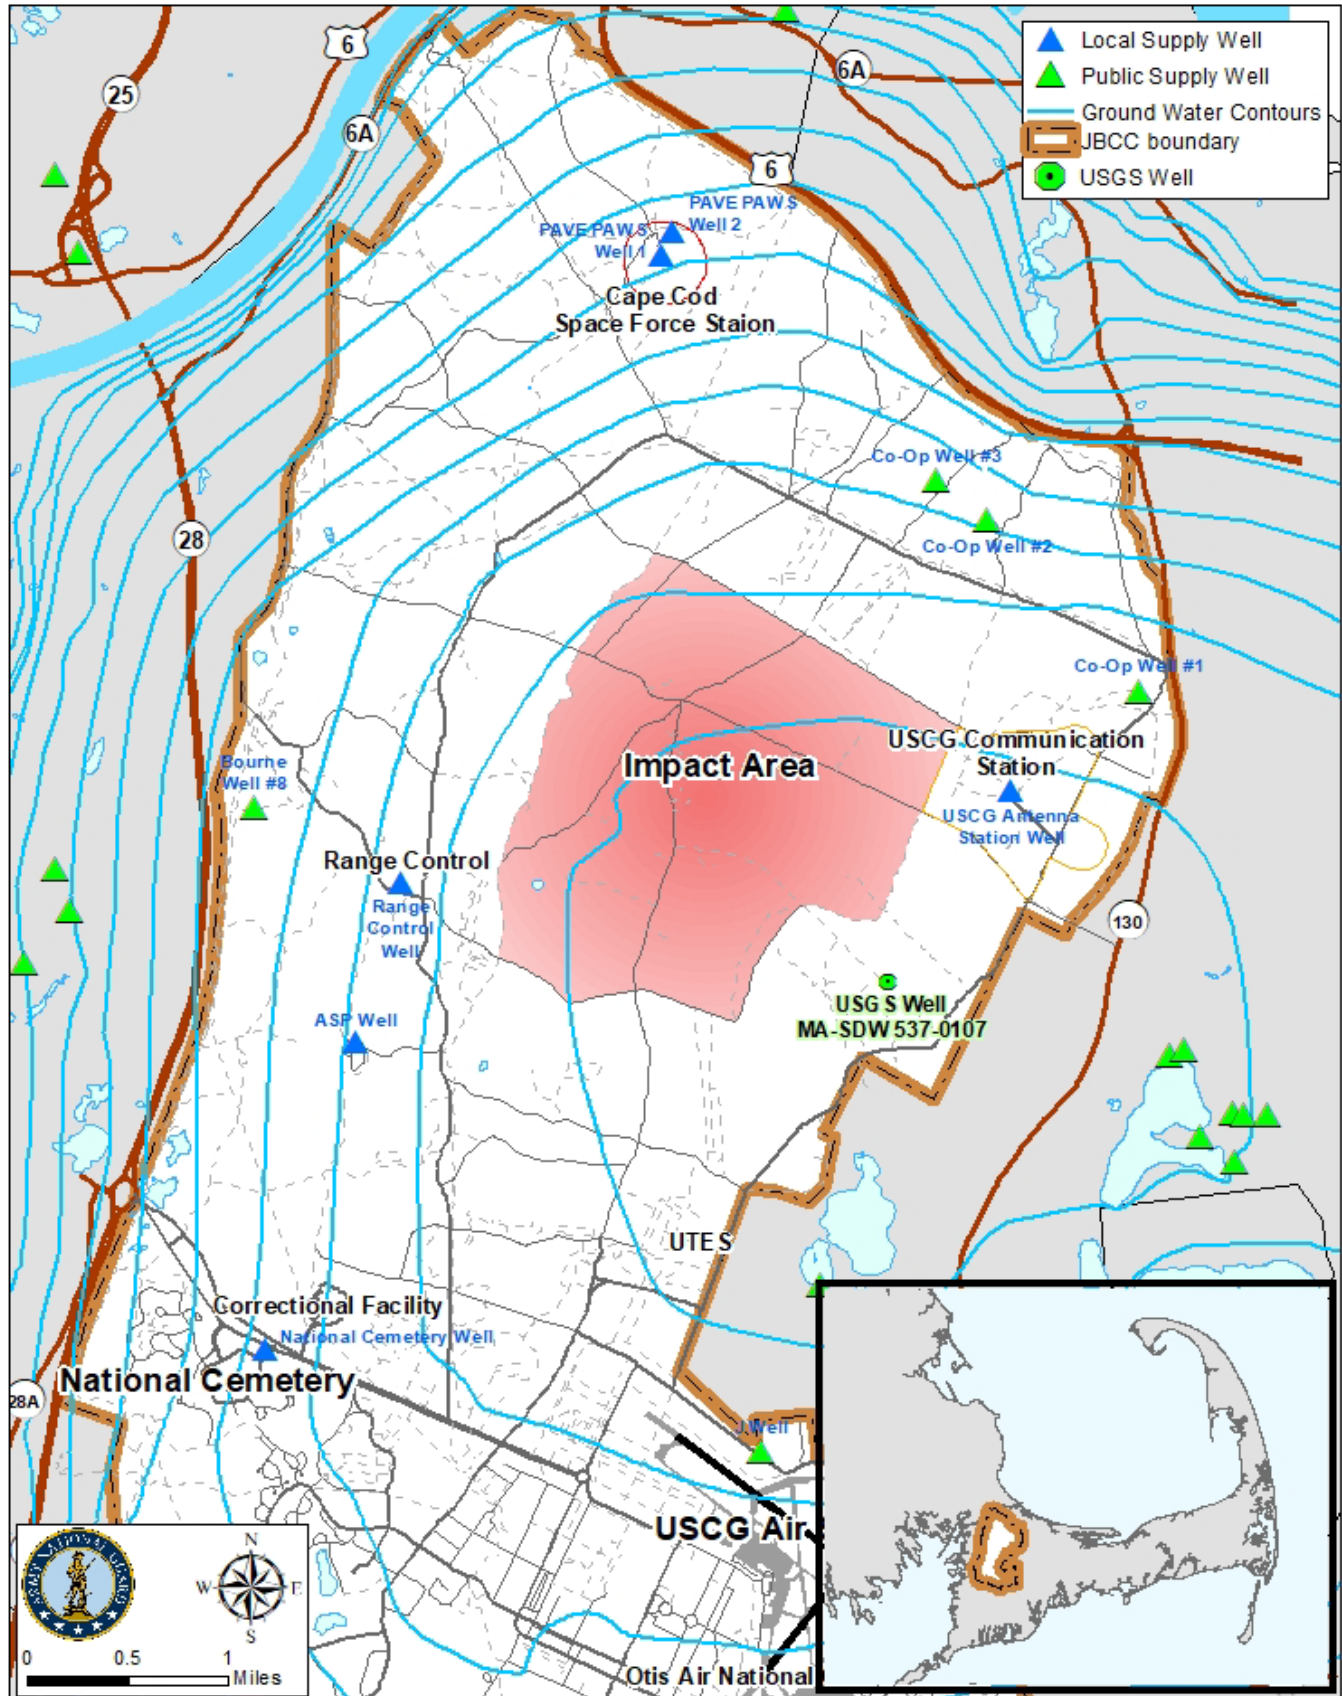 6
25
6A
6A
6
Local Supply Well
Public Supply Well
Ground Water Contours
JBCC boundary
USGS Well
PAVE PAWS
Well 2
PAVE PAWS
Well 1
Cape Cod
Space Force Staion
Co-Op Well #3
Co-Op Well #2
28
Co-Op Well #1
Impact Area
USCG Communication
Station
USCG Antenna
Station Well
Bourne
Well #8
Range Control
Range
Control
Well
130
USGS Well
MA-SDW 537-0107
ASP Well
UTES
Correctional Facility
National Cemetery Well
National Cemetery
28A
J Well
USCG Air
Otis Air National
ARMY NATIONAL GUARD
N
W
E
S
0
0.5
1
Miles